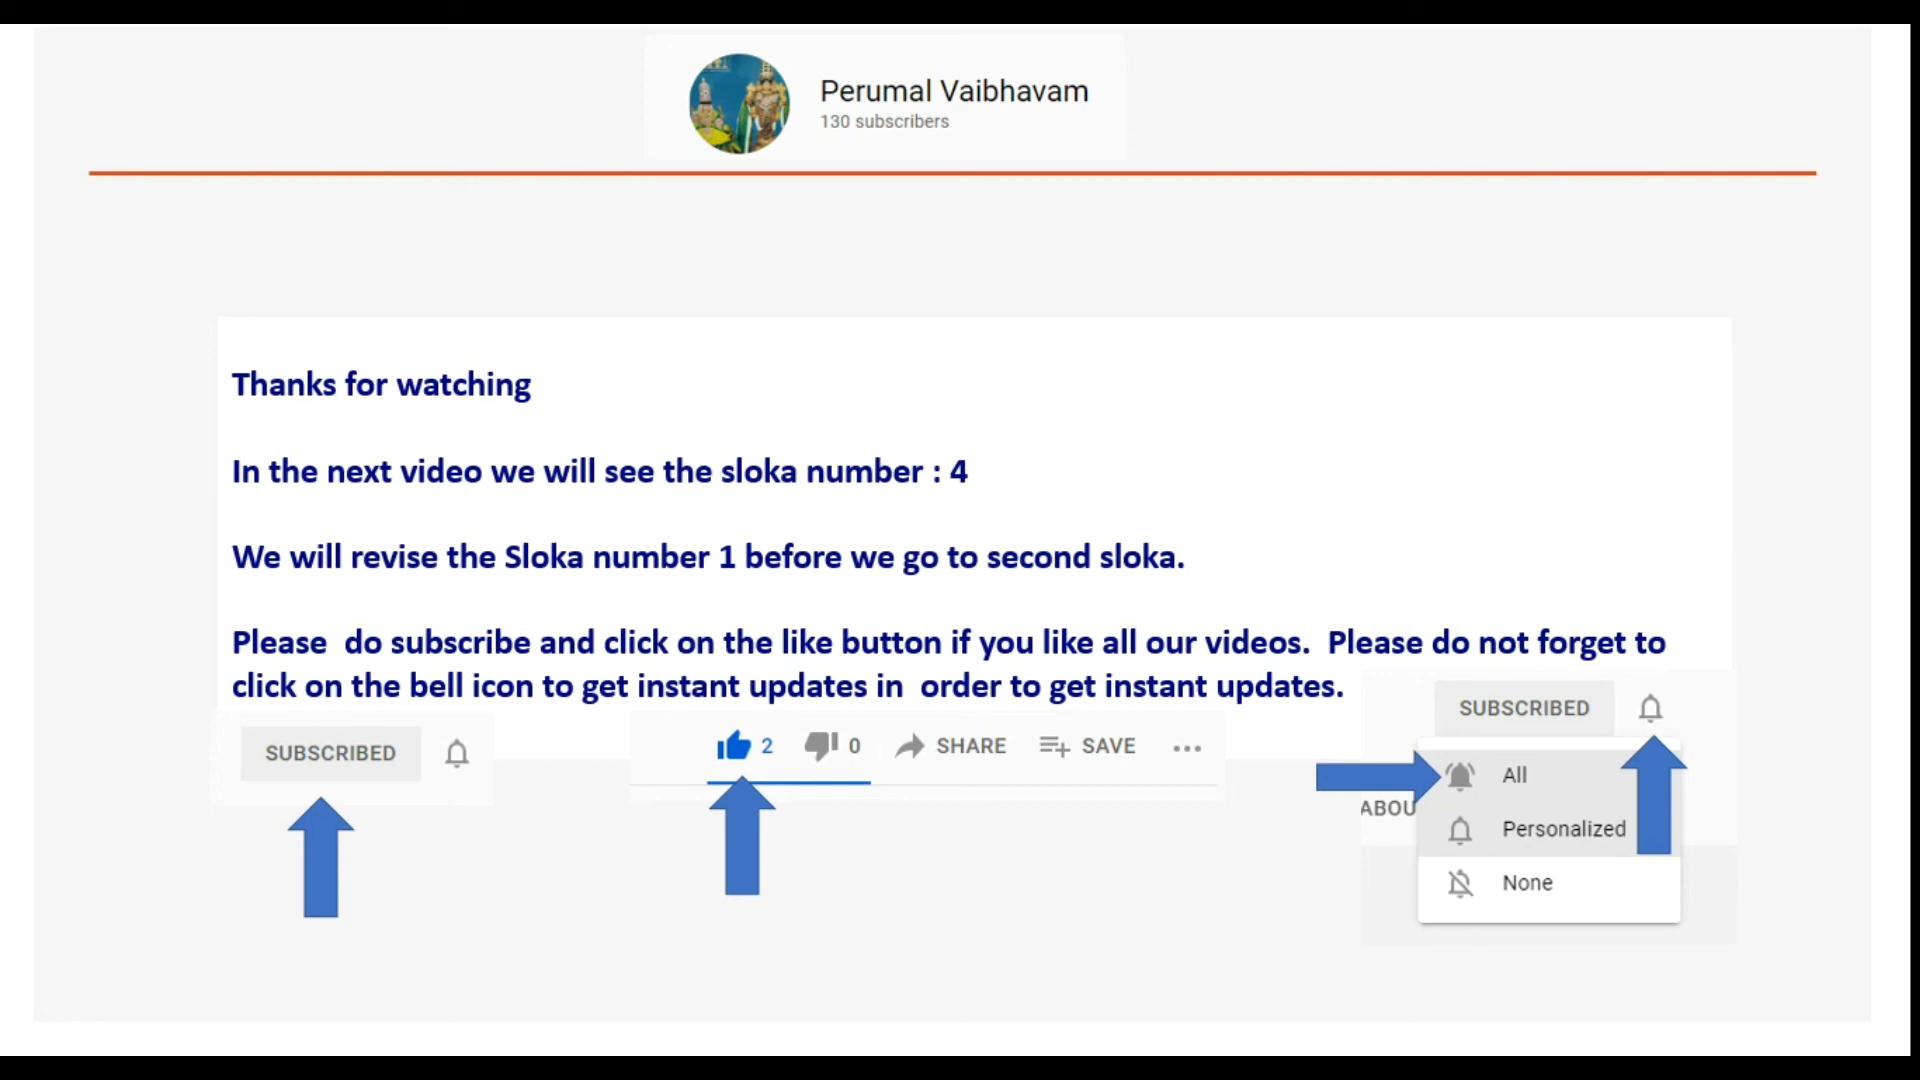 Perumal Vaibhavam
130 subscribers
Thanks for watching
In the next video we will see the sloka number : 4
We will revise the Sloka number 1 before we go to second sloka.
Please  do subscribe and click on the like button if you like all our videos.  Please do not forget to
click on the bell icon to get instant updates in  order to get instant updates.
SUBSCRIBED
2 0 SHARE SAVE
SUBSCRIBED
All
ABOU
Personalized
None